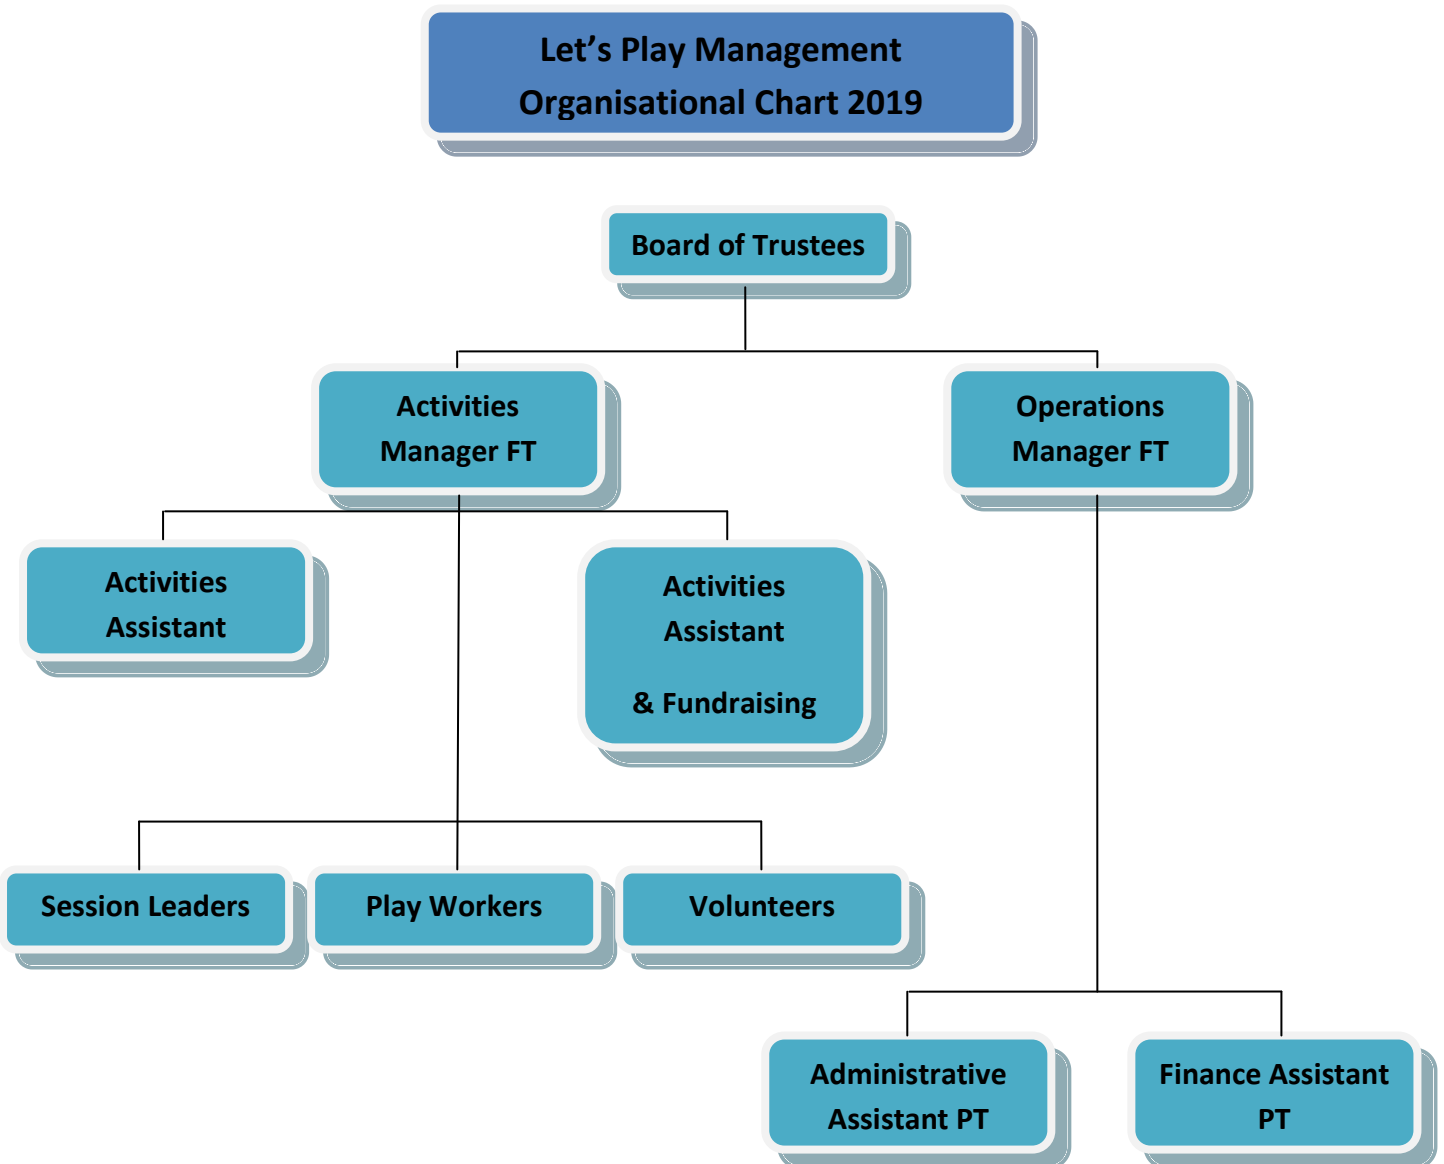 Let’s Play Management
Organisational Chart 2019
Board of Trustees
Activities
Manager FT
Operations
Manager FT
Activities
Assistant
Activities
Assistant
& Fundraising
Session Leaders
Play Workers
Volunteers
Administrative
Assistant PT
Finance Assistant
PT